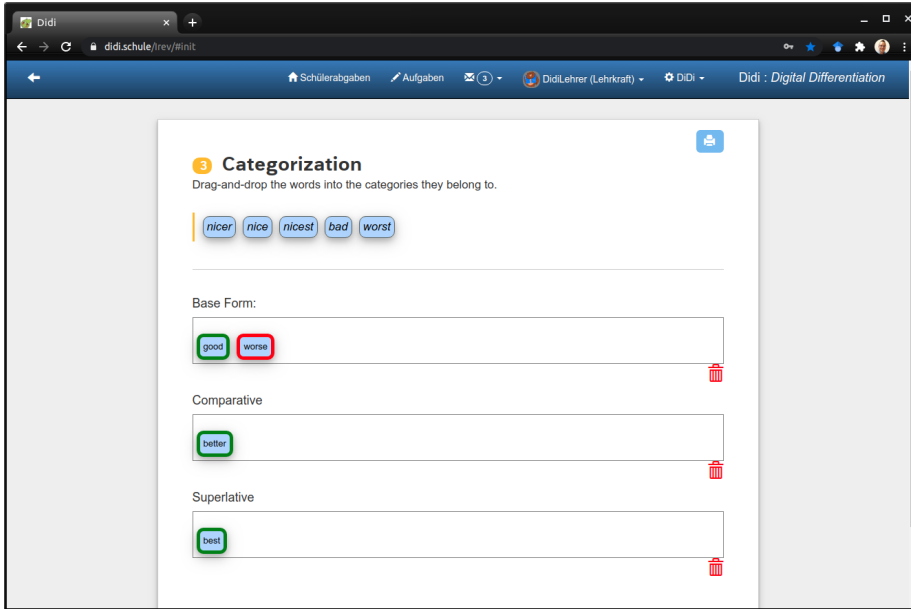 Didi
didi.schule/lrev/#init
Schülerabgaben Aufgaben 3 DidiLehrer (Lehrkraft) DiDi Didi : Digital Differentiation
3 Categorization
Drag-and-drop the words into the categories they belong to.
nicer nice nicest bad worst
Base Form:
good worse
Comparative
better
Superlative
best